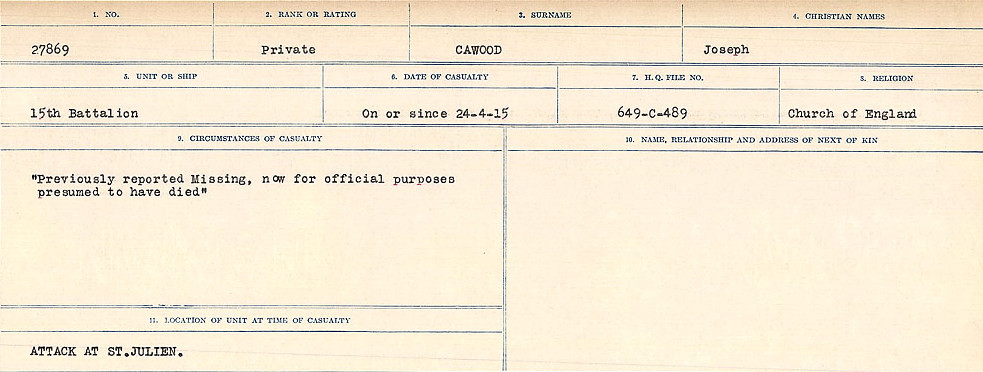 1. NO.
2. RANK OR RATING
3. SURNAME
4. CHRISTIAN NAMES
27869
Private
CAWOOD
Joseph
5. UNIT OR SHIP
6. DATE OF CASUALTY
7. H.Q. FILE NO.
8. RELIGION
15th Battalion
On or since 24-4-15
649-C-489
Church of England
9. CIRCUMSTANCES OF CASUALTY
"Previously reported Missing, now for official purposes
presumed to have died"
10. NAME, RELATIONSHIP AND ADDRESS OF NEXT OF KIN
11. LOCATION OF UNIT AT TIME OF CASUALTY
ATTACK AT ST.JULIEN.